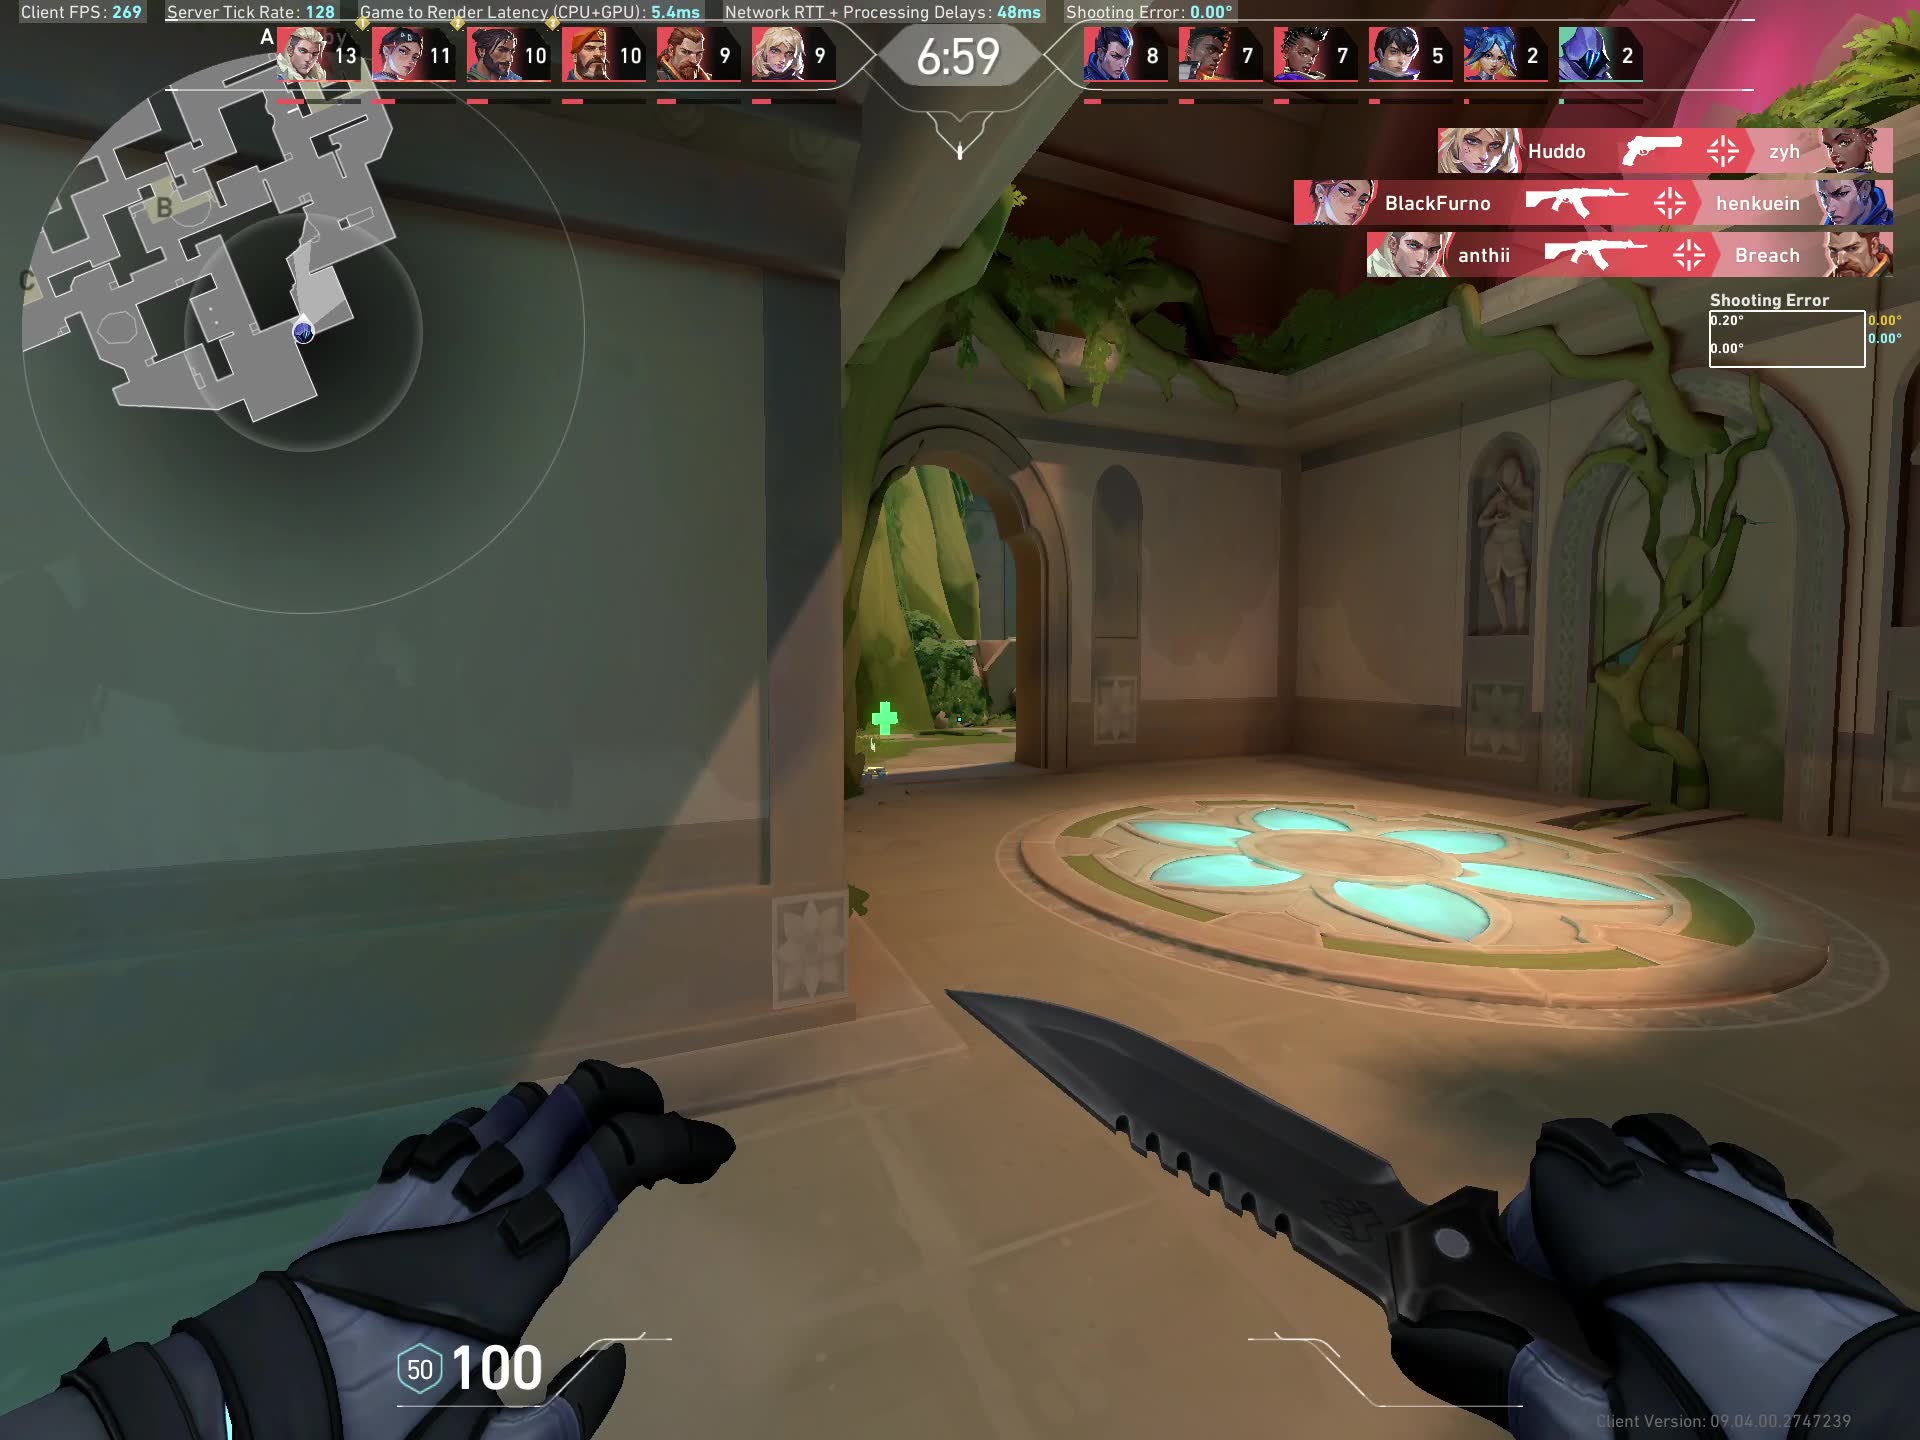 Client FPS: 269 Server Tick Rate: 128 Game to Render Latency (CPU+GPU): 5.4ms Network RTT + Processing Delays: 48ms Shooting Error: 0.00°
A
13 11 10 10 9 9 6:59 8 7 7 5 2 2
Huddo zyh
BlackFurno henkuein
anthii Breach
Shooting Error
0.20° 0.00°
0.00°
0.00°
B
C
50 100
Client Version: 09.04.00.2747239